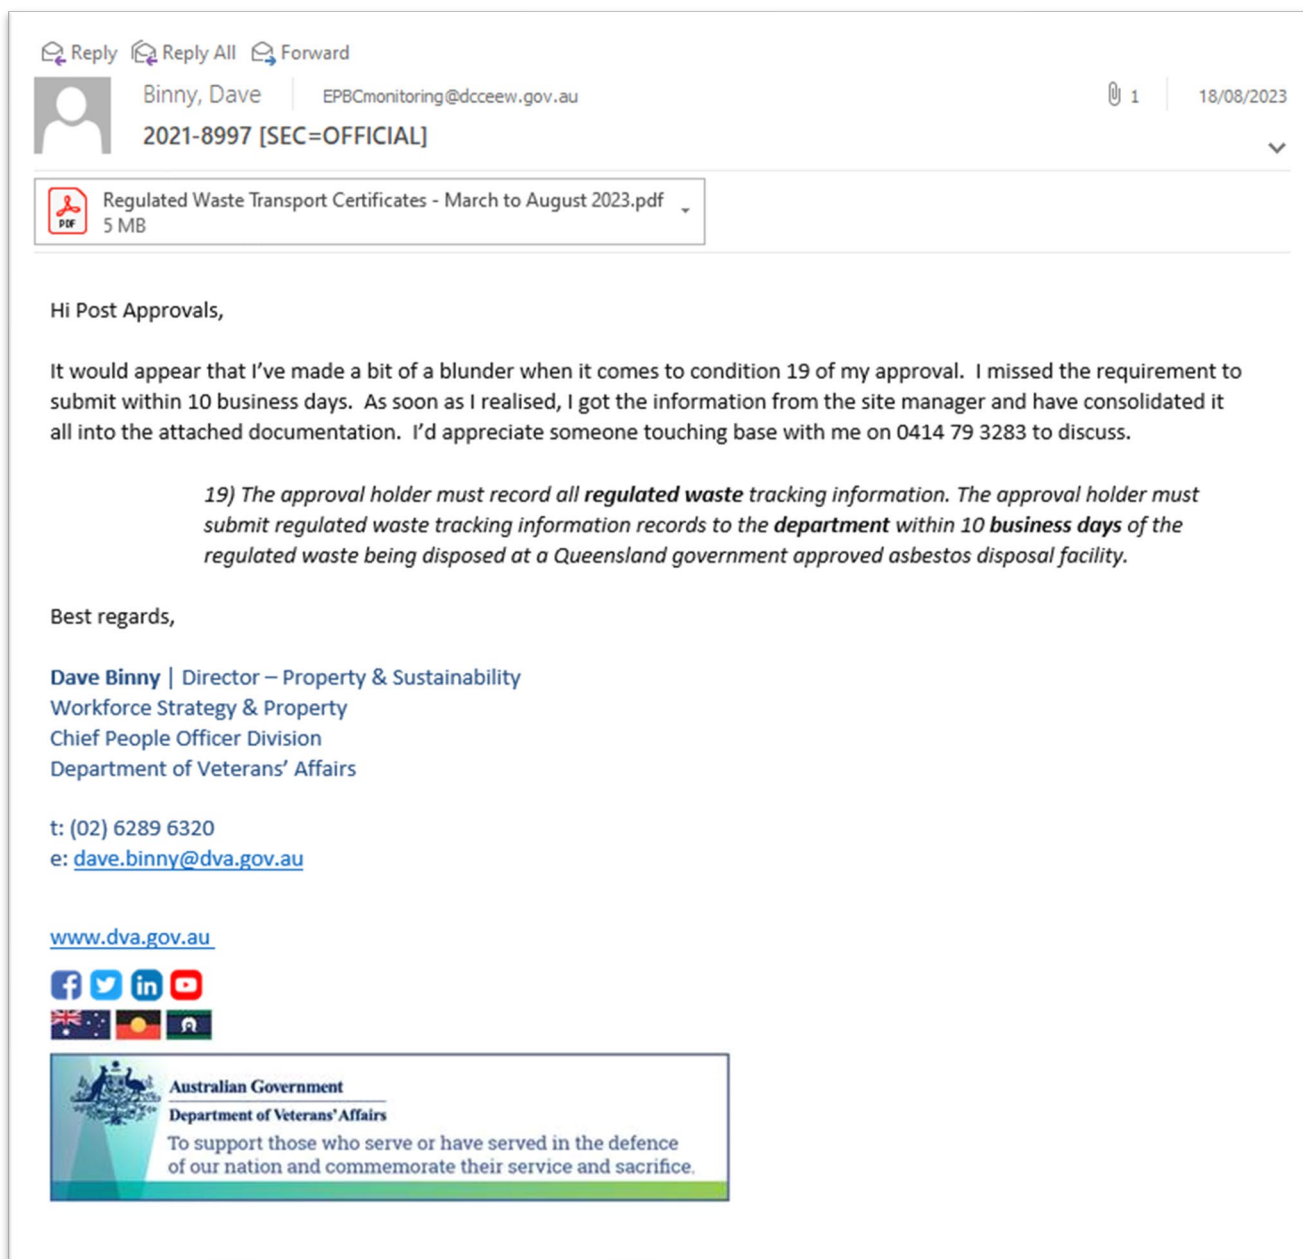 Reply Reply All Forward
Binny, Dave EPBCmonitoring@dcceew.gov.au 1 18/08/2023
2021-8997 [SEC=OFFICIAL]
Regulated Waste Transport Certificates - March to August 2023.pdf
PDF
5 MB
Hi Post Approvals,
It would appear that I've made a bit of a blunder when it comes to condition 19 of my approval.  I missed the requirement to
submit within 10 business days.  As soon as I realised, I got the information from the site manager and have consolidated it
all into the attached documentation.  I'd appreciate someone touching base with me on 0414 79 3283 to discuss.
19) The approval holder must record all regulated waste tracking information. The approval holder must
submit regulated waste tracking information records to the department within 10 business days of the
regulated waste being disposed at a Queensland government approved asbestos disposal facility.
Best regards,
Dave Binny | Director – Property & Sustainability
Workforce Strategy & Property
Chief People Officer Division
Department of Veterans' Affairs
t: (02) 6289 6320
e: dave.binny@dva.gov.au
www.dva.gov.au
f in
Australian Government
Department of Veterans' Affairs
To support those who serve or have served in the defence
of our nation and commemorate their service and sacrifice.